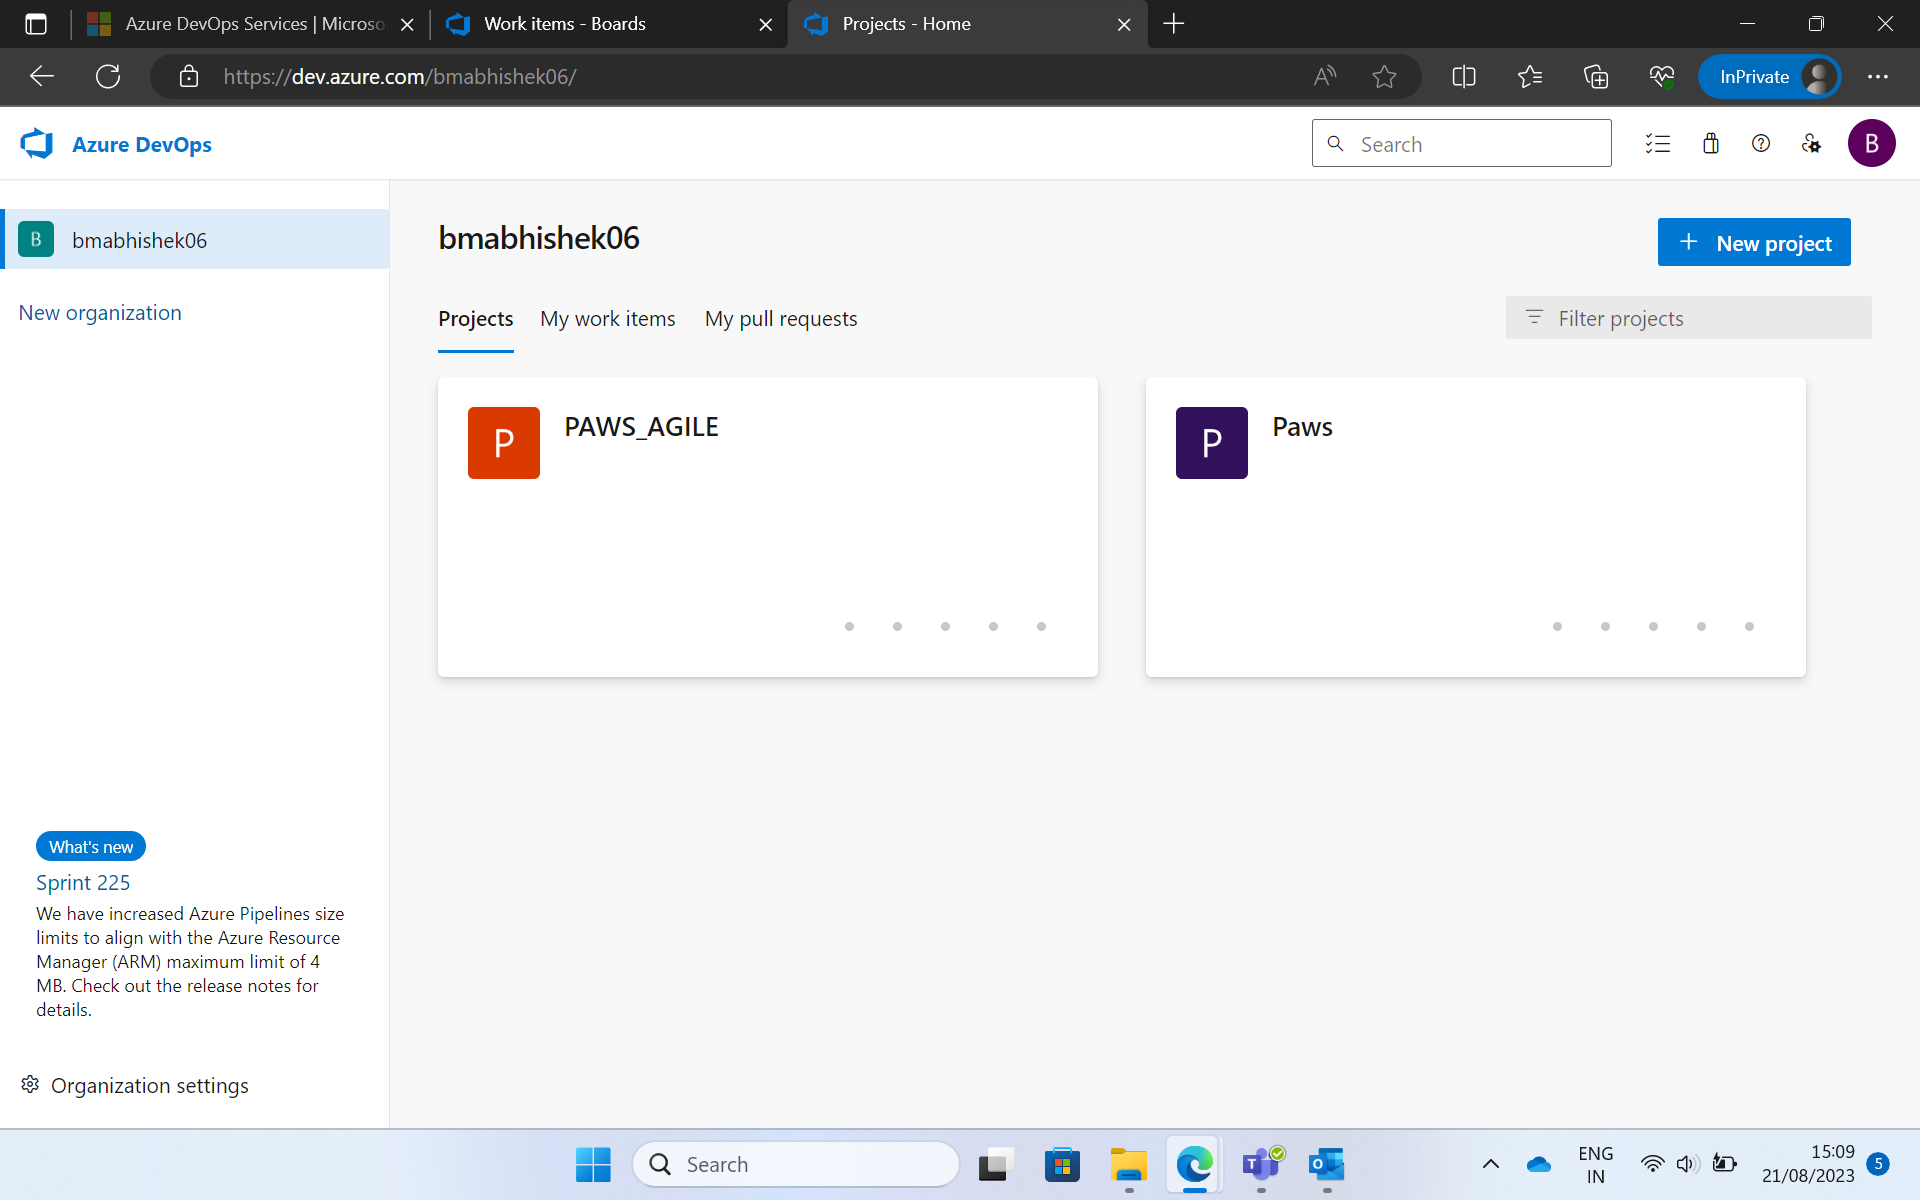 Azure DevOps Services | Microso
Work items - Boards
Projects - Home
https://dev.azure.com/bmabhishek06/
InPrivate
Azure DevOps
Search
B
B
bmabhishek06
New organization
bmabhishek06
+ New project
Projects
My work items
My pull requests
Filter projects
P
PAWS_AGILE
P
Paws
What's new
Sprint 225
We have increased Azure Pipelines size
limits to align with the Azure Resource
Manager (ARM) maximum limit of 4
MB. Check out the release notes for
details.
Organization settings
Search
ENG
IN
15:09
21/08/2023
5